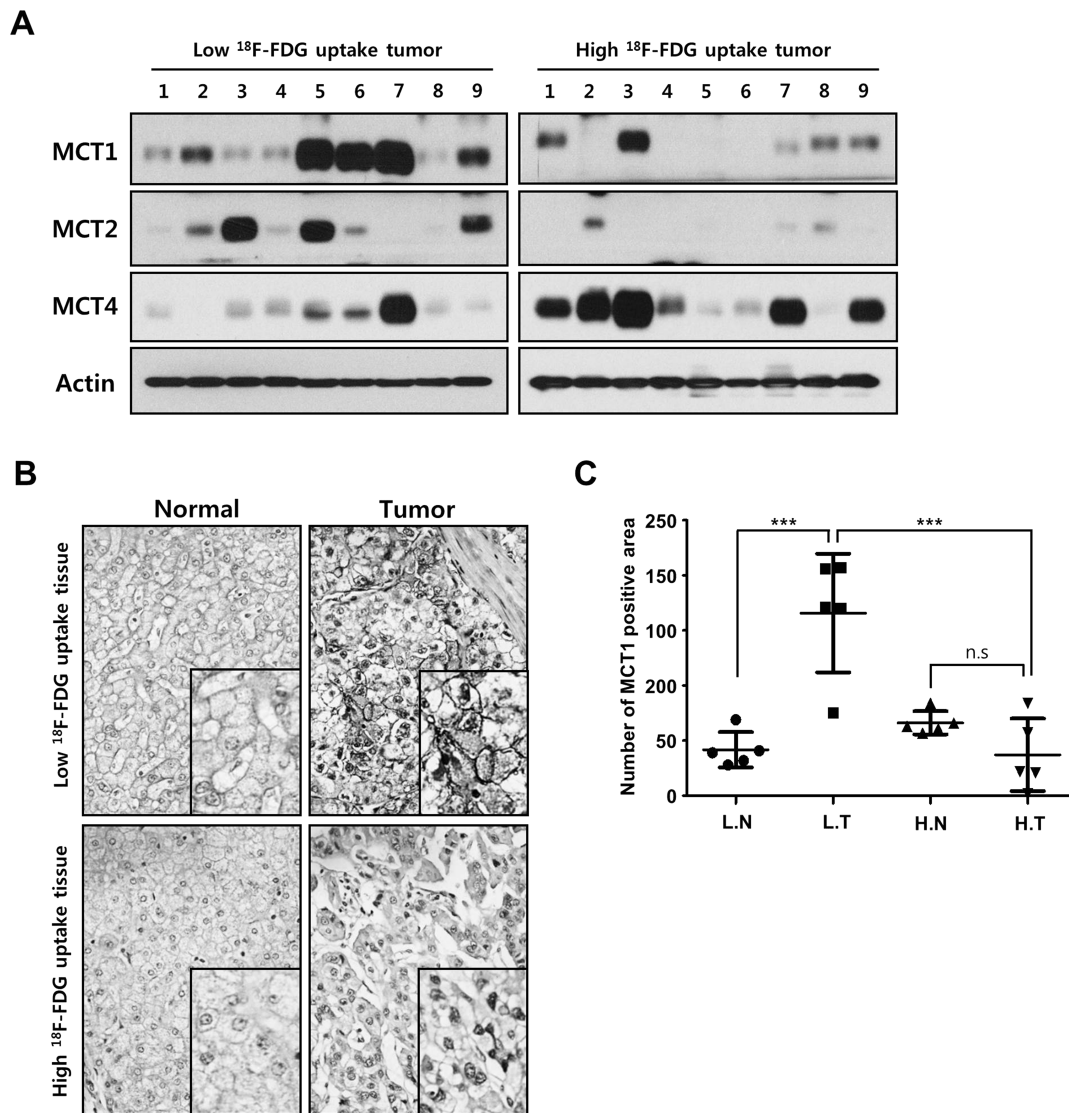 A
Low ¹⁸F-FDG uptake tumor
High ¹⁸F-FDG uptake tumor
1 2 3 4 5 6 7 8 9
1 2 3 4 5 6 7 8 9
MCT1
MCT2
MCT4
Actin
B
Normal
Tumor
Low ¹⁸F-FDG uptake tissue
High ¹⁸F-FDG uptake tissue
C
Number of MCT1 positive area
250
150
100
200
50
0
***
***
n.s
L.N
L.T
H.N
H.T